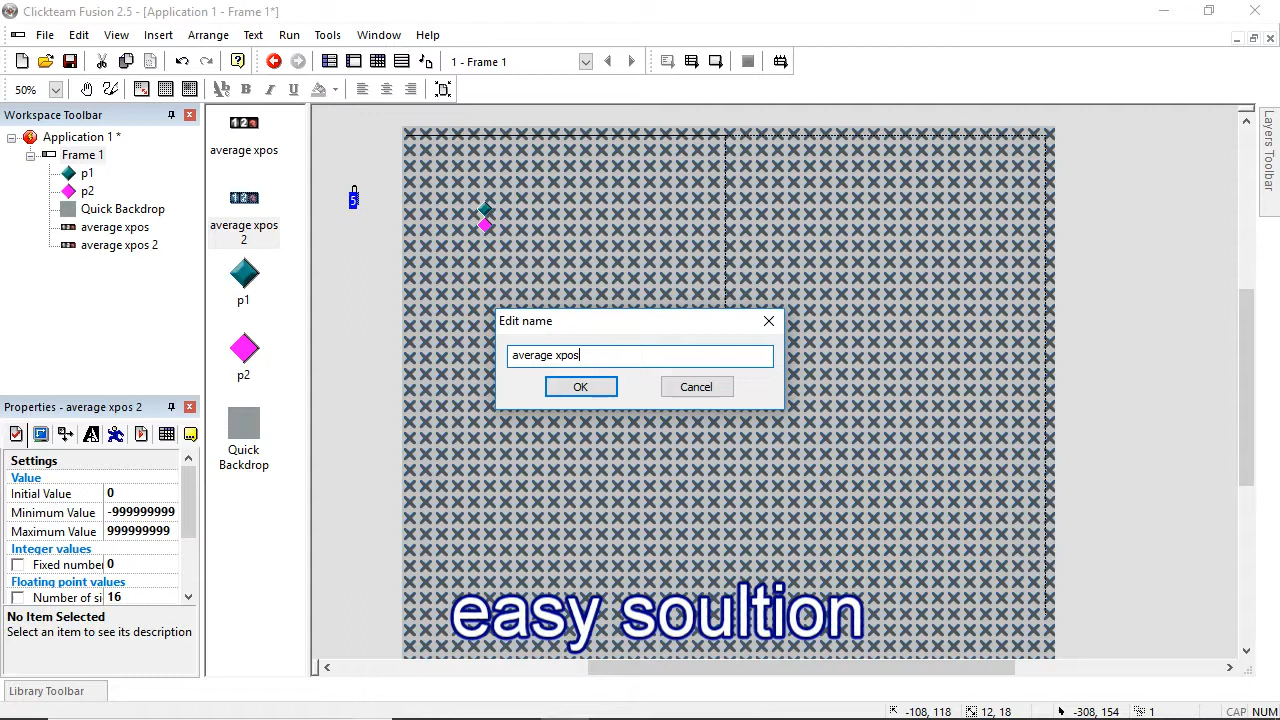 Clickteam Fusion 2.5 - [Application 1 - Frame 1*]
File Edit View Insert Arrange Text Run Tools Window Help
1 - Frame 1
50%
Workspace Toolbar
Application 1 *
Frame 1
p1
p2
Quick Backdrop
average xpos
average xpos 2
average xpos
average xpos
2
p1
p2
Quick
Backdrop
5
Edit name
average xpos
OK Cancel
Layers Toolbar
Properties - average xpos 2
Settings
Value
Initial Value 0
Minimum Value -999999999
Maximum Value 999999999
Integer values
Fixed number 0
Floating point values
Number of si 16
No Item Selected
Select an item to see its description
easy soultion
Library Toolbar
-108, 118 12, 18 -308, 154 1 CAP NUM